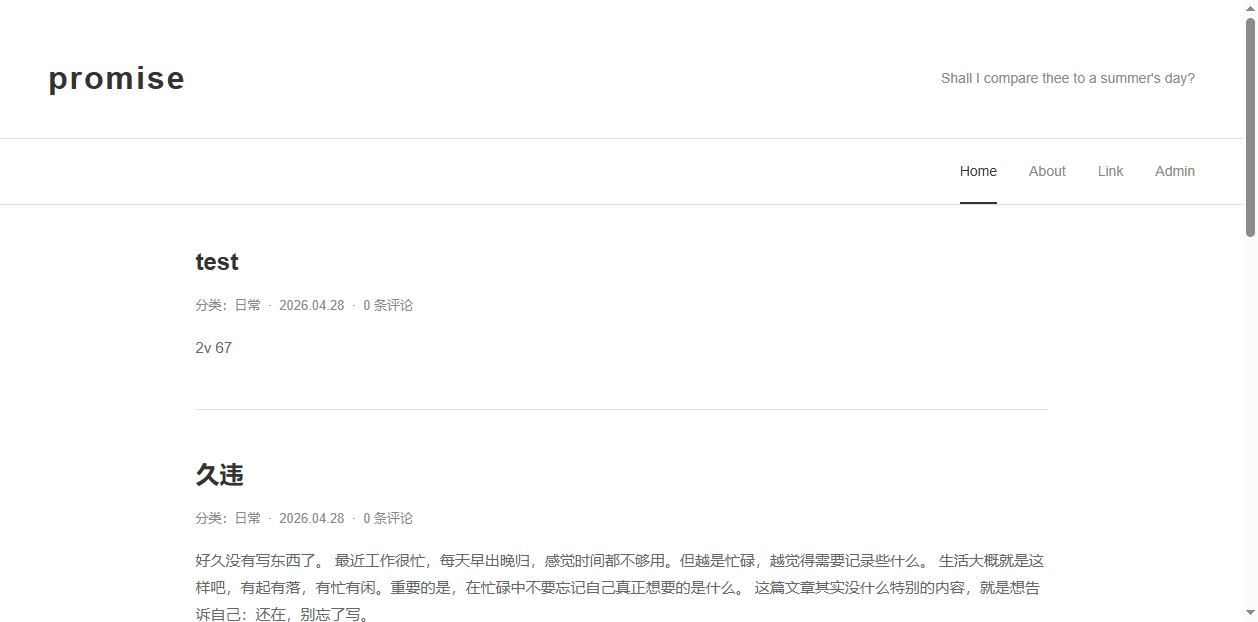 promise
Shall I compare thee to a summer's day?
Home About Link Admin
test
分类：日常 · 2026.04.28 · 0 条评论
2v 67
久违
分类：日常 · 2026.04.28 · 0 条评论
好久没有写东西了。 最近工作很忙，每天早出晚归，感觉时间都不够用。但越是忙碌，越觉得需要记录些什么。 生活大概就是这
样吧，有起有落，有忙有闲。重要的是，在忙碌中不要忘记自己真正想要的是什么。 这篇文章其实没什么特别的内容，就是想告
诉自己：还在，别忘了写。